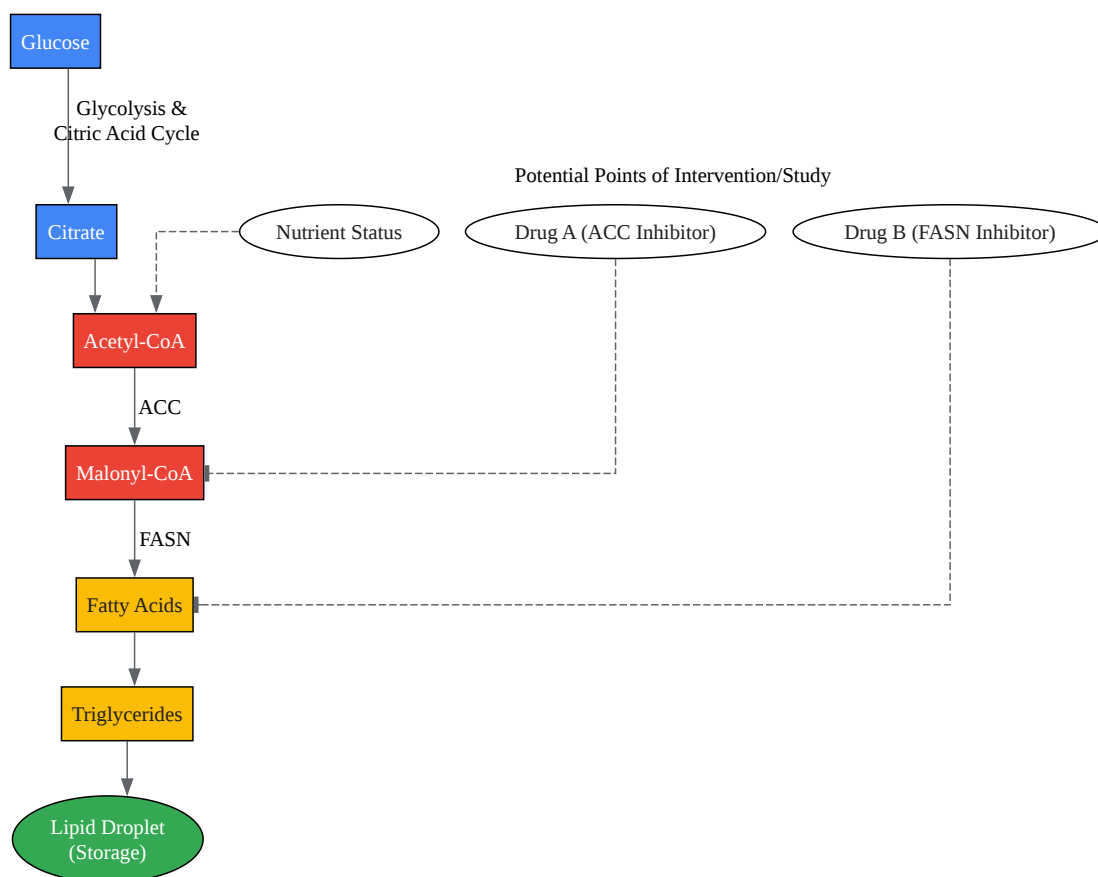 Glucose
Glycolysis &
Citric Acid Cycle
Potential Points of Intervention/Study
Citrate
Nutrient Status
Drug A (ACC Inhibitor)
Drug B (FASN Inhibitor)
Acetyl-CoA
ACC
Malonyl-CoA
FASN
Fatty Acids
Triglycerides
Lipid Droplet
(Storage)